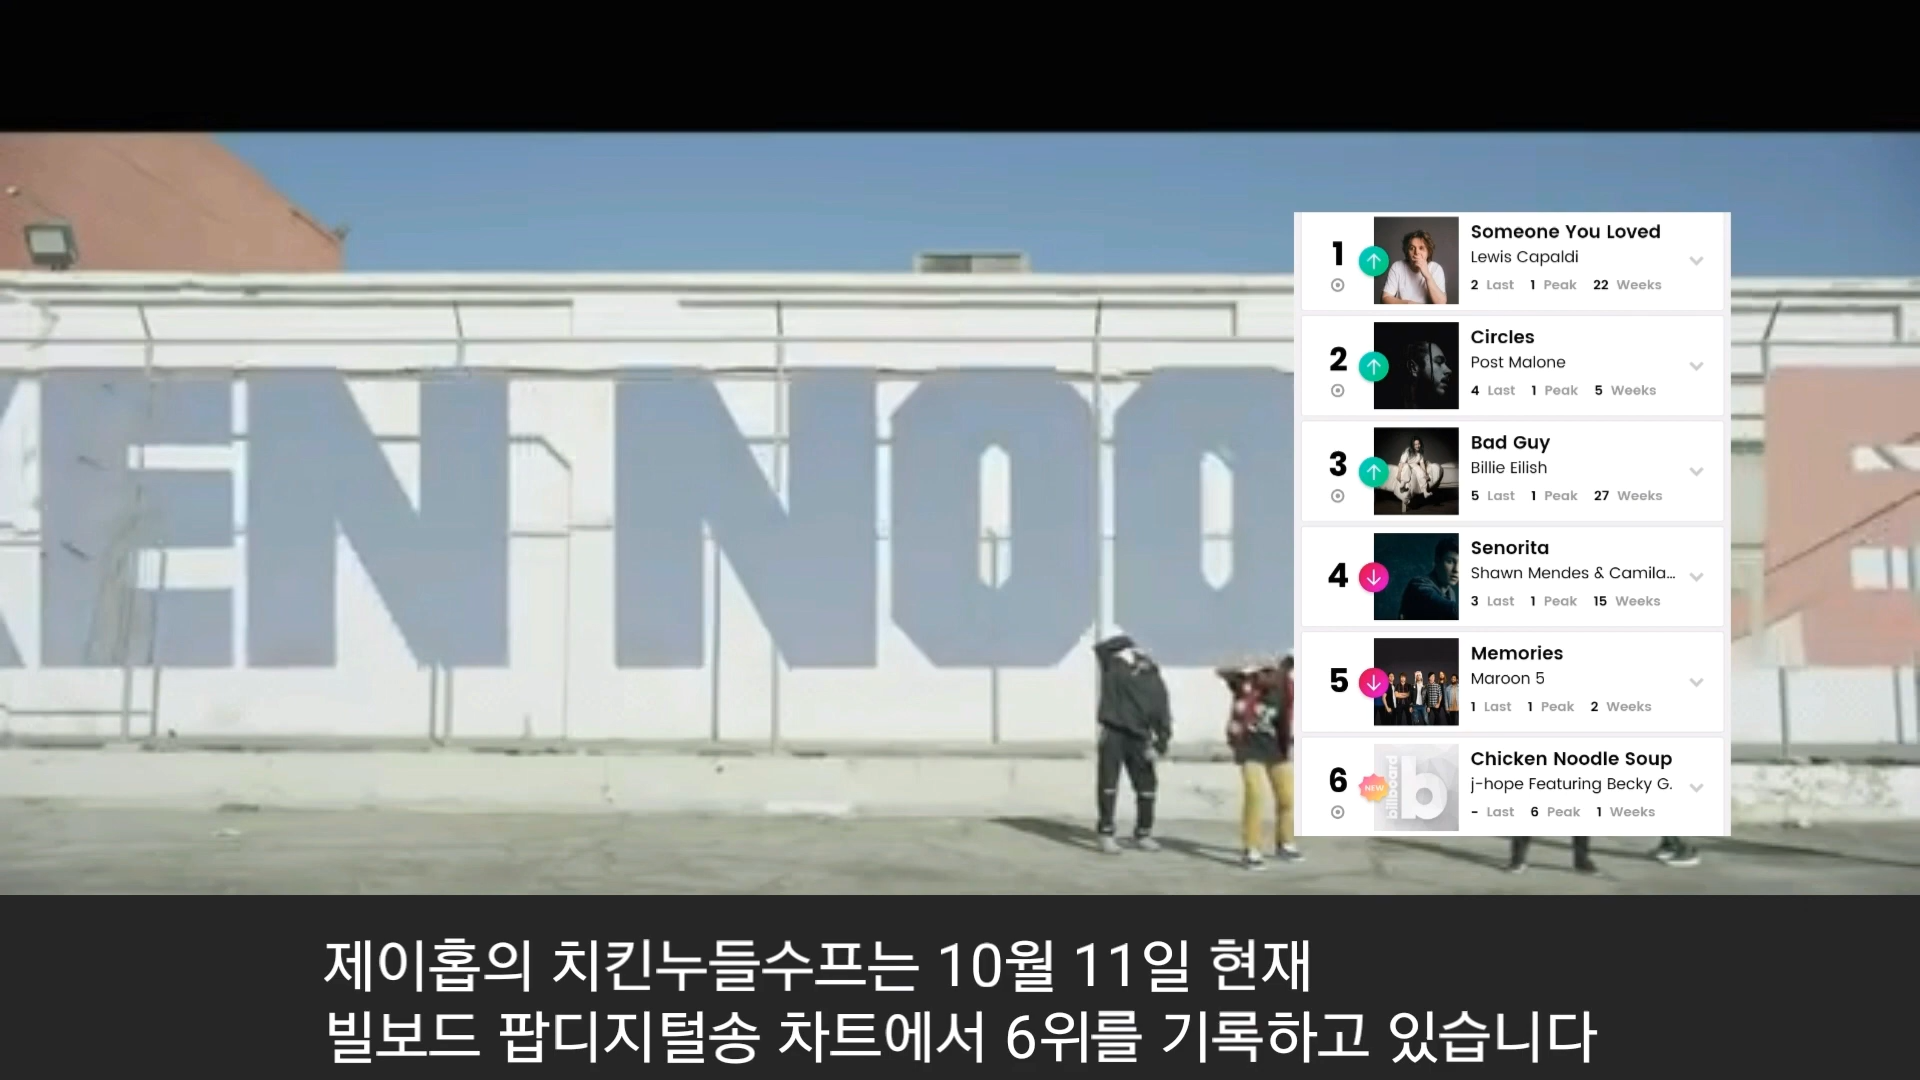 EN NOO
1
Someone You Loved
Lewis Capaldi
2 Last 1 Peak 22 Weeks
2
Circles
Post Malone
4 Last 1 Peak 5 Weeks
3
Bad Guy
Billie Eilish
5 Last 1 Peak 27 Weeks
4
Senorita
Shawn Mendes & Camila...
3 Last 1 Peak 15 Weeks
5
Memories
Maroon 5
1 Last 1 Peak 2 Weeks
6
NEW
billboard
b
Chicken Noodle Soup
j-hope Featuring Becky G.
- Last 6 Peak 1 Weeks
제이홉의 치킨누들수프는 10월 11일 현재
빌보드 팝디지털송 차트에서 6위를 기록하고 있습니다